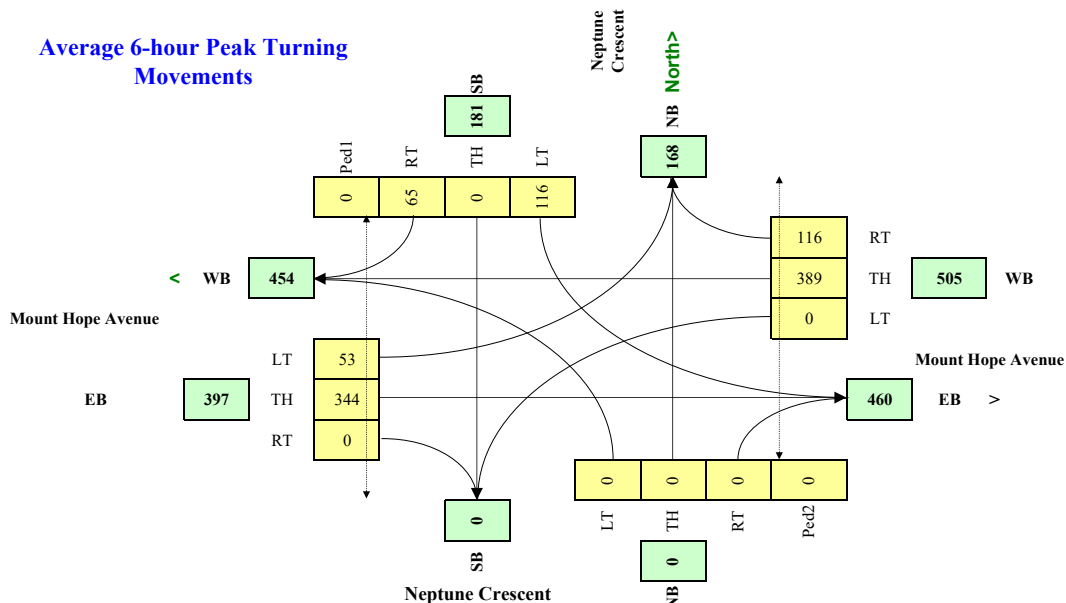 Average 6-hour Peak Turning
Movements
Neptune
Crescent
North>
SB
181
NB
168
Ped1
RT
TH
LT
0
65
0
116
116
RT
< WB
454
389
TH
505
WB
0
LT
Mount Hope Avenue
LT
53
Mount Hope Avenue
EB
397
TH
344
460
EB >
RT
0
0
0
0
0
0
LT
TH
RT
Ped2
SB
0
NB
Neptune Crescent